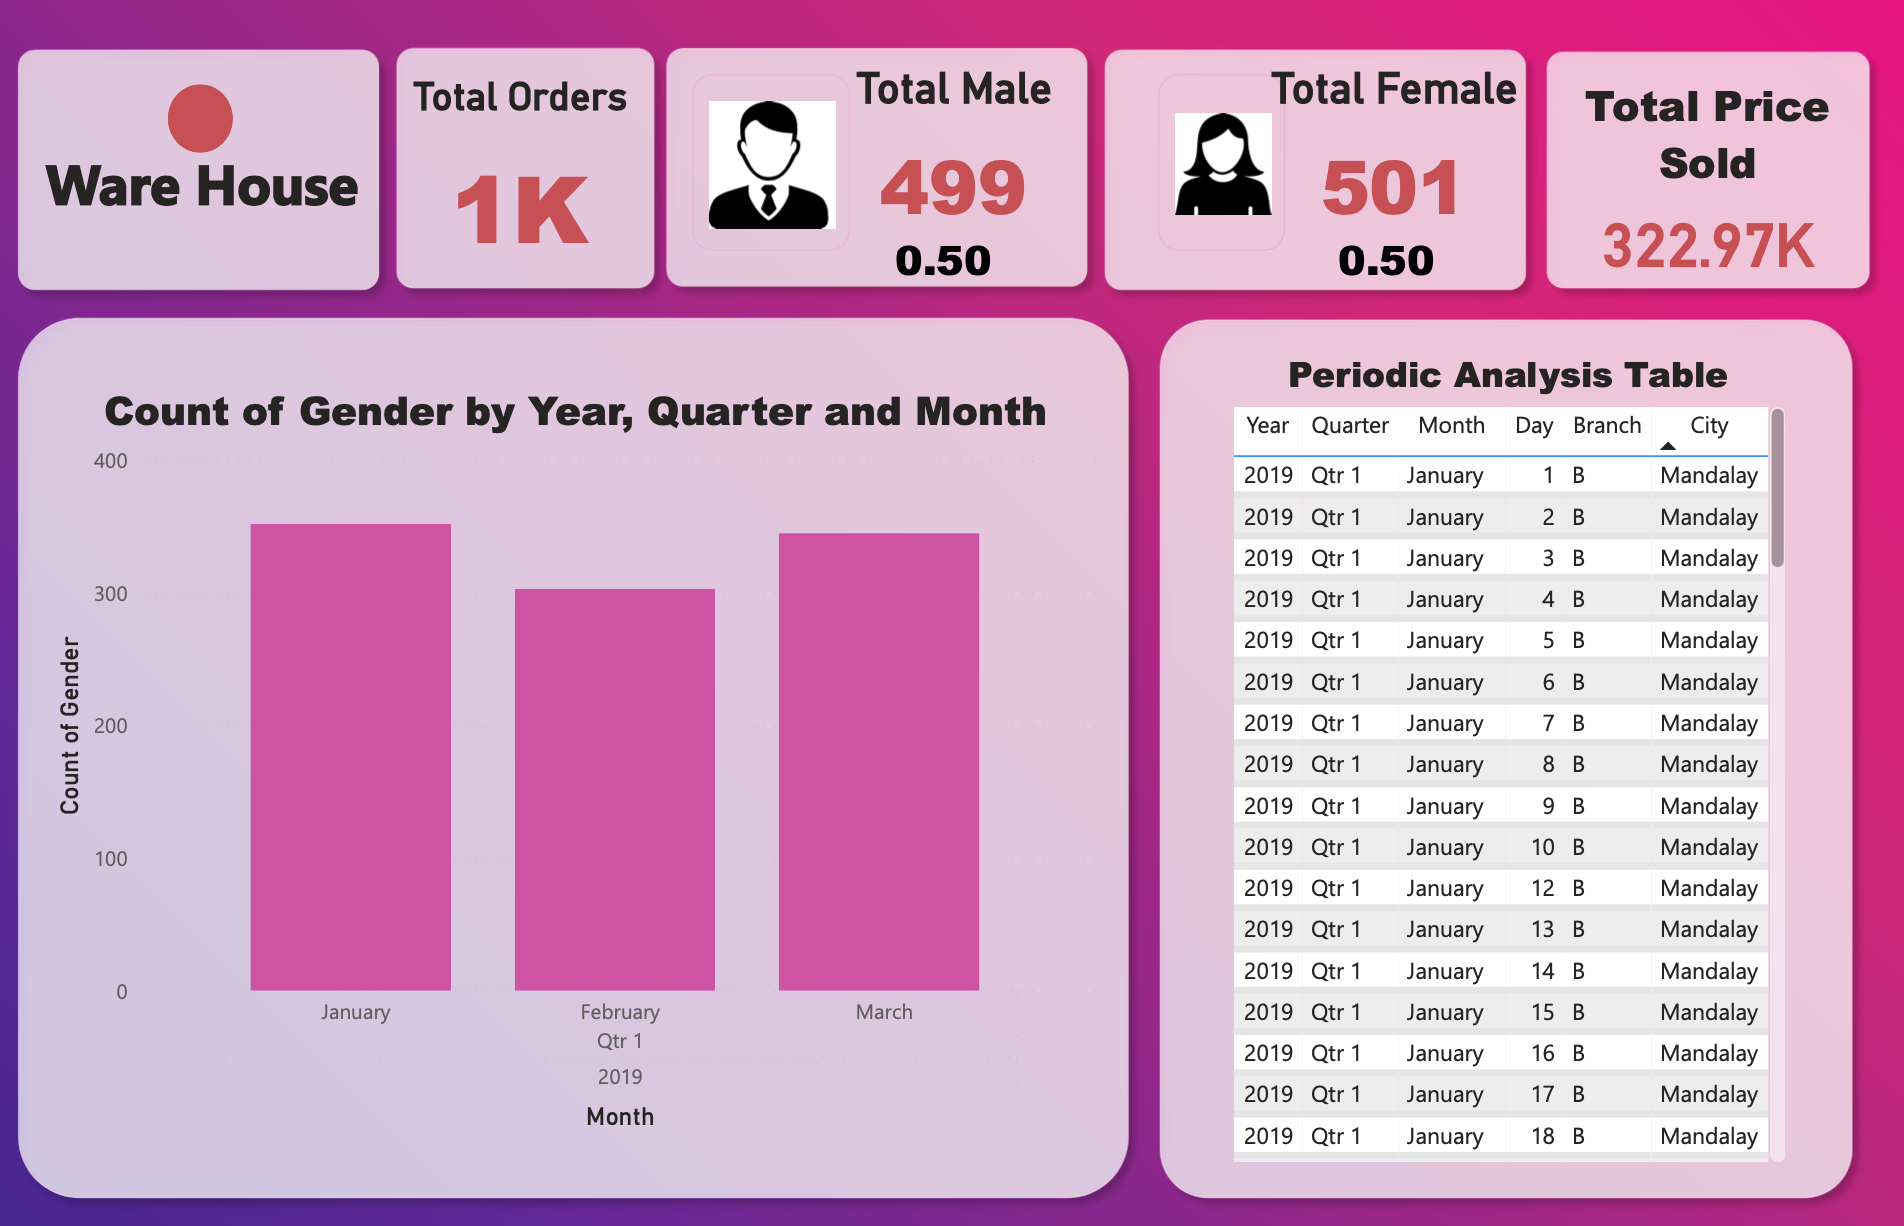 Ware House
Total Orders
1K
Total Male
499
0.50
Total Female
501
0.50
Total Price
Sold
322.97K
Count of Gender by Year, Quarter and Month
Count of Gender
400
300
200
100
0
January February March
Qtr 1
2019
Month
Periodic Analysis Table
Year Quarter Month Day Branch City
2019 Qtr 1 January 1 B Mandalay
2019 Qtr 1 January 2 B Mandalay
2019 Qtr 1 January 3 B Mandalay
2019 Qtr 1 January 4 B Mandalay
2019 Qtr 1 January 5 B Mandalay
2019 Qtr 1 January 6 B Mandalay
2019 Qtr 1 January 7 B Mandalay
2019 Qtr 1 January 8 B Mandalay
2019 Qtr 1 January 9 B Mandalay
2019 Qtr 1 January 10 B Mandalay
2019 Qtr 1 January 12 B Mandalay
2019 Qtr 1 January 13 B Mandalay
2019 Qtr 1 January 14 B Mandalay
2019 Qtr 1 January 15 B Mandalay
2019 Qtr 1 January 16 B Mandalay
2019 Qtr 1 January 17 B Mandalay
2019 Qtr 1 January 18 B Mandalay